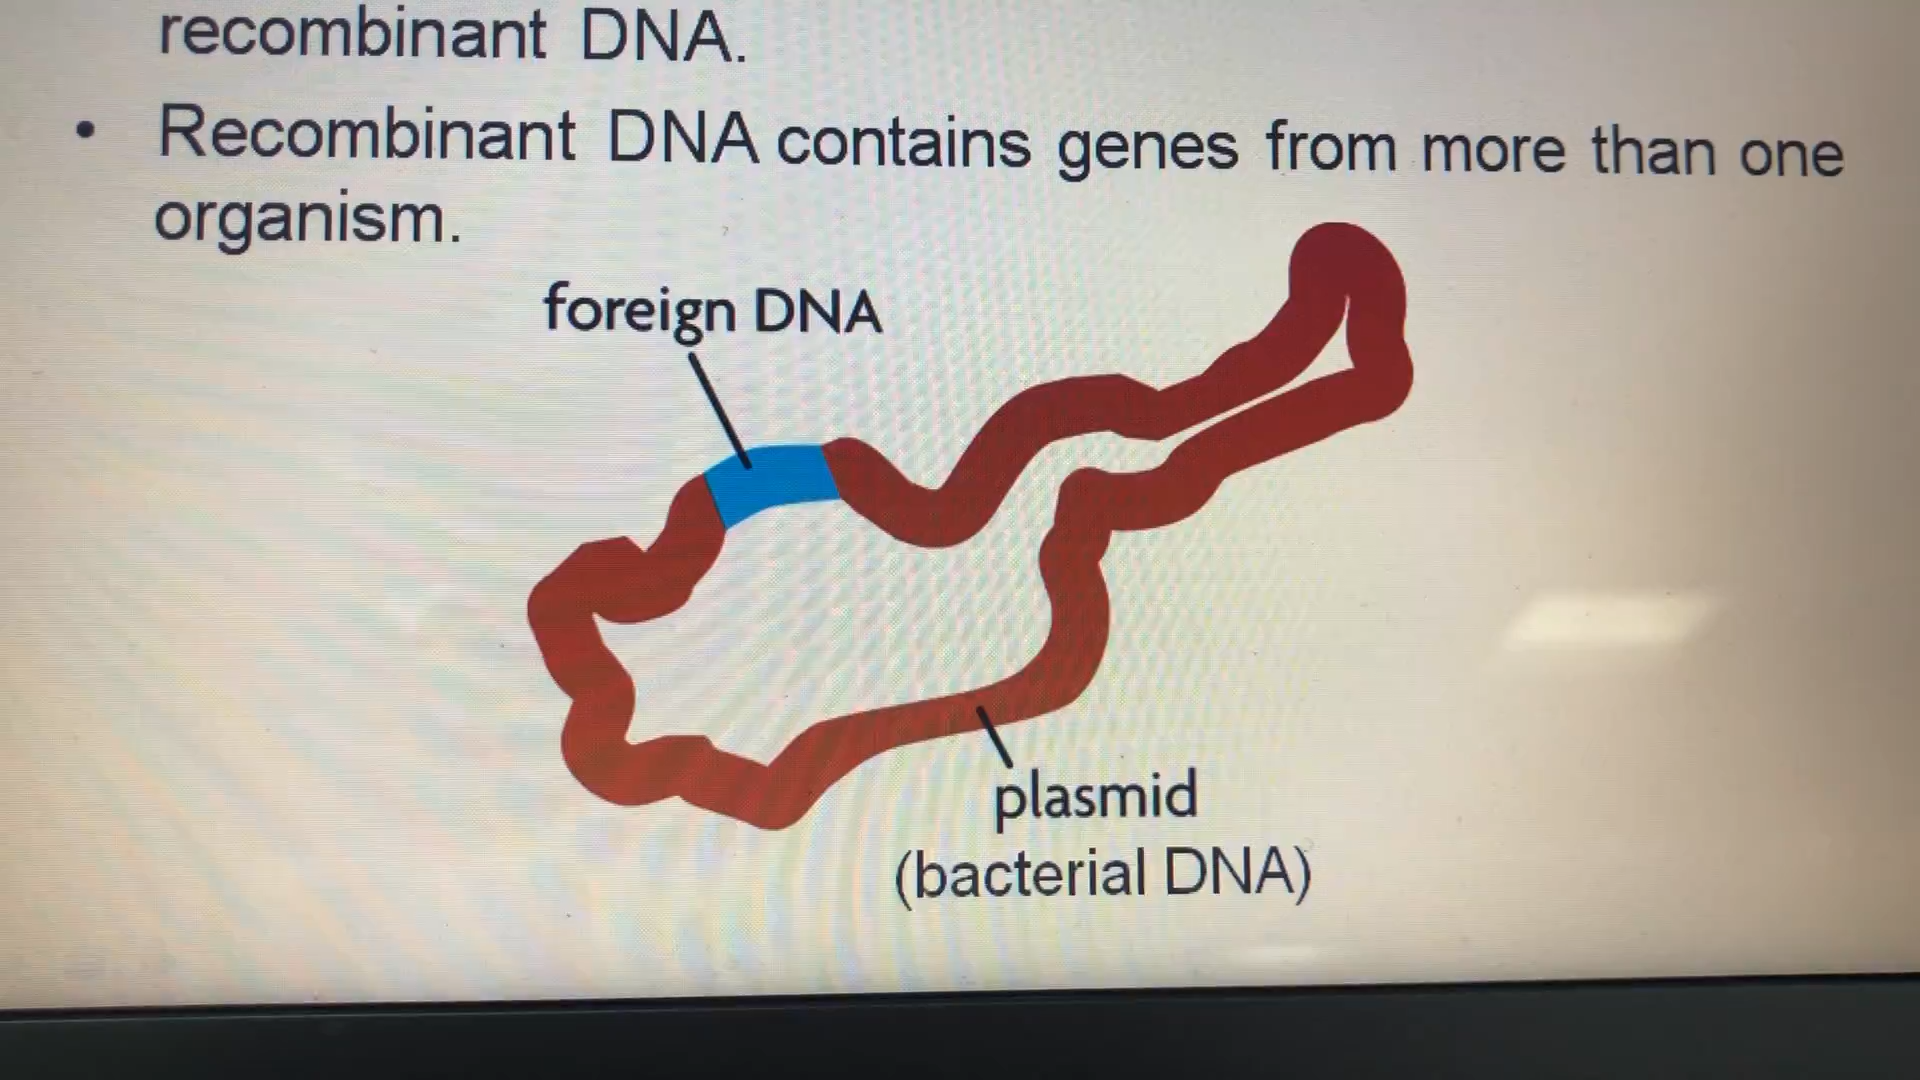 recombinant DNA.
• Recombinant DNA contains genes from more than one
organism.
foreign DNA
plasmid
(bacterial DNA)